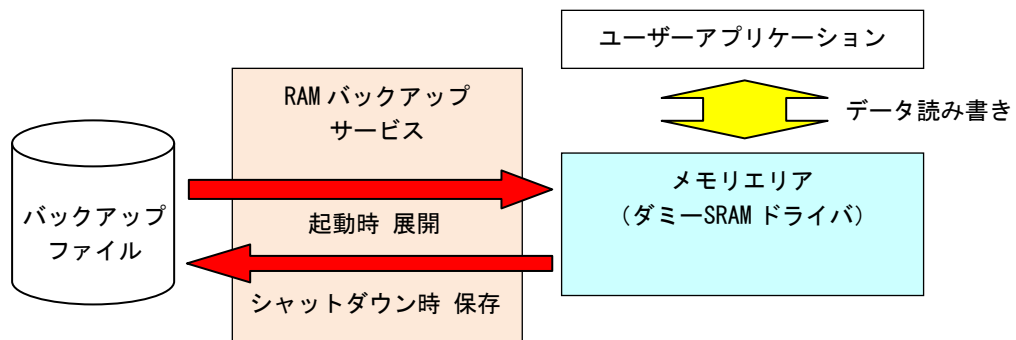 ユーザーアプリケーション
RAM バックアップ
サービス
データ読み書き
メモリエリア
（ダミーSRAM ドライバ）
バックアップ
ファイル
起動時 展開
シャットダウン時 保存